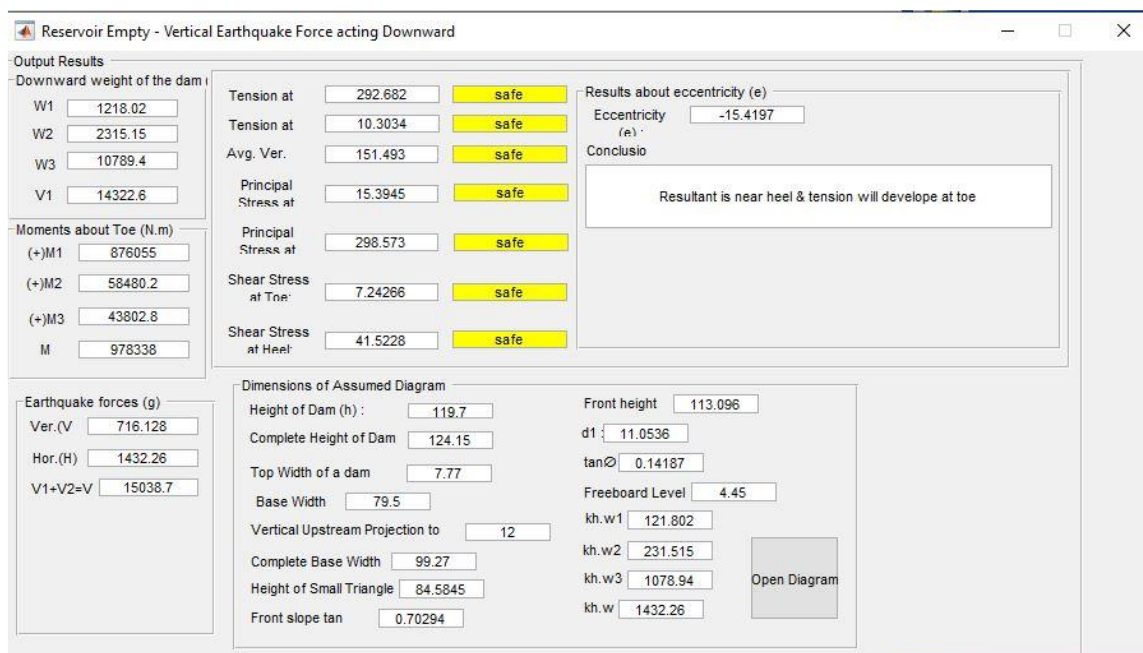 Reservoir Empty - Vertical Earthquake Force acting Downward
Output Results
Downward weight of the dam
W1 1218.02
W2 2315.15
W3 10789.4
V1 14322.6
Moments about Toe (N.m)
(+)M1 876055
(+)M2 58480.2
(+)M3 43802.8
M 978338
Earthquake forces (g)
Ver.(V 716.128
Hor.(H) 1432.26
V1+V2=V 15038.7
Tension at 292.682 safe
Tension at 10.3034 safe
Avg. Ver. 151.493 safe
Principal
Stress at 15.3945 safe
Principal
Stress at 298.573 safe
Shear Stress
at Toe: 7.24266 safe
Shear Stress
at Heel: 41.5228 safe
Results about eccentricity (e)
Eccentricity
(e) : -15.4197
Conclusio
Resultant is near heel & tension will develope at toe
Dimensions of Assumed Diagram
Height of Dam (h) : 119.7
Complete Height of Dam 124.15
Top Width of a dam 7.77
Base Width 79.5
Vertical Upstream Projection to 12
Complete Base Width 99.27
Height of Small Triangle 84.5845
Front slope tan 0.70294
Front height 113.096
d1 : 11.0536
tan∅ 0.14187
Freeboard Level 4.45
kh.w1 121.802
kh.w2 231.515
kh.w3 1078.94
kh.w 1432.26
Open Diagram